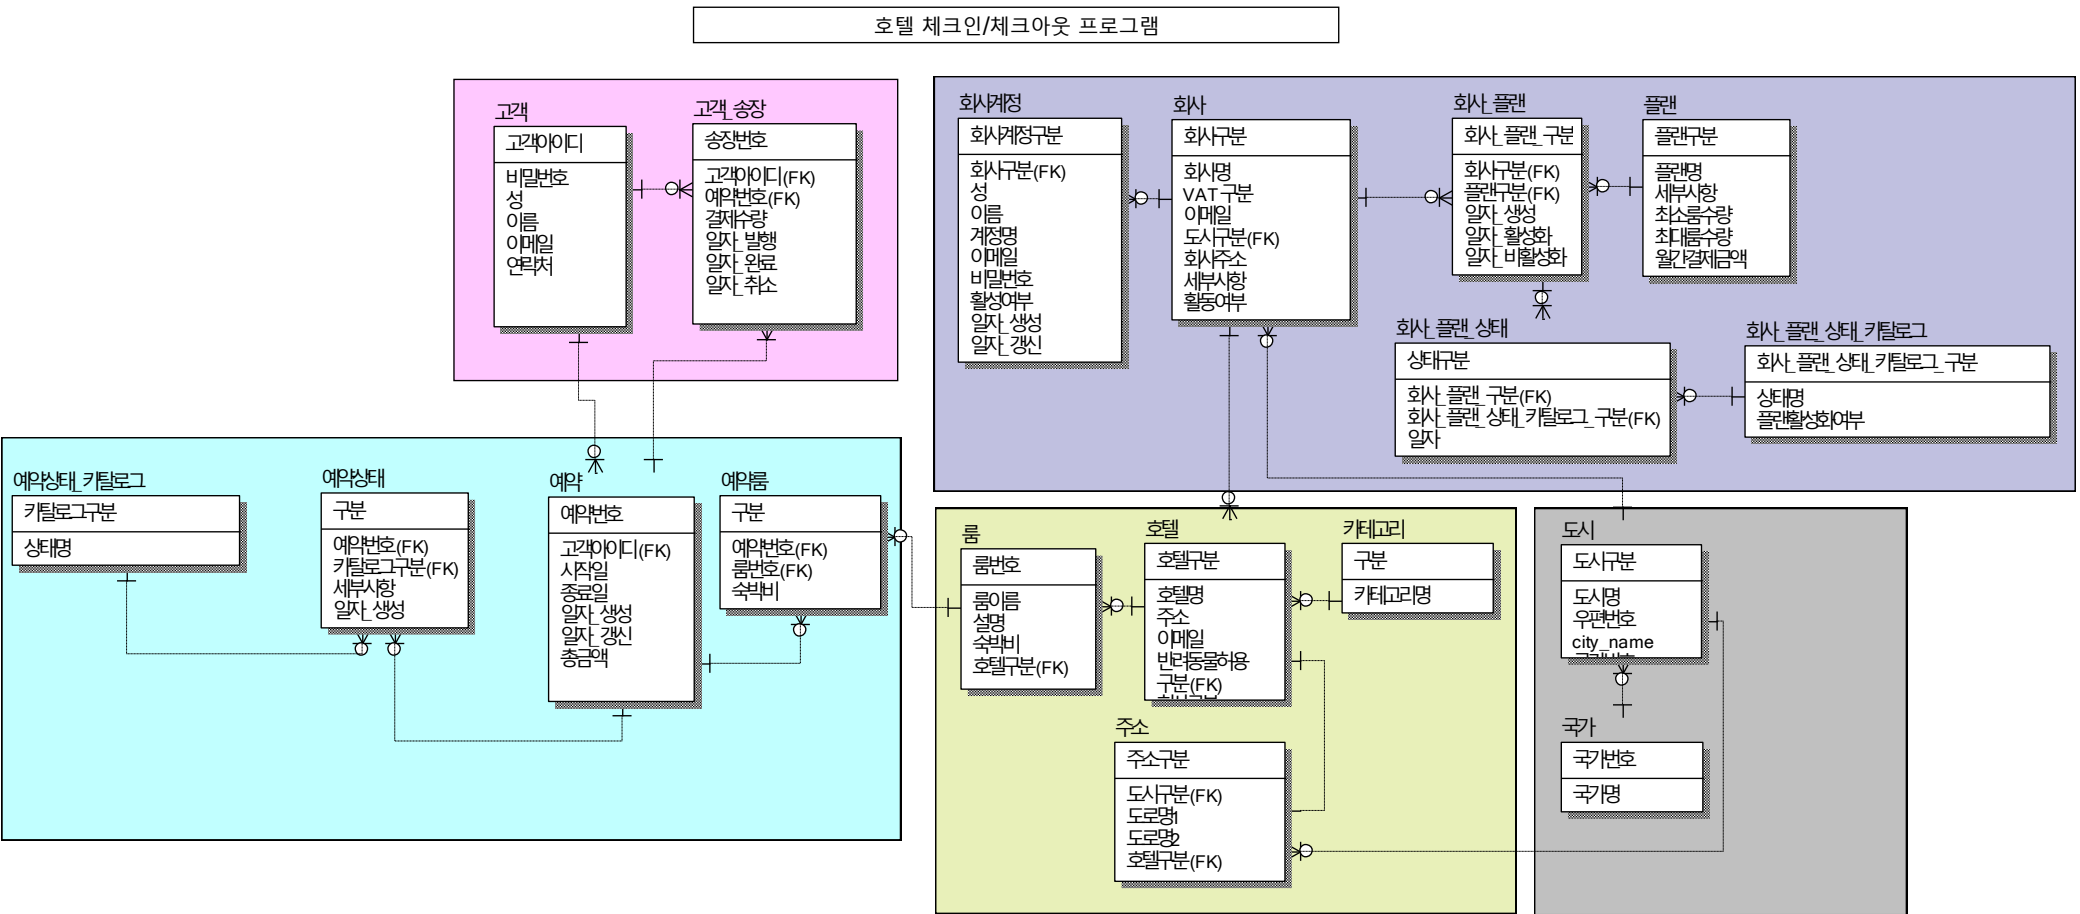 호텔 체크인/체크아웃 프로그램
고객
고객아이디
비밀번호
성
이름
이메일
연락처
고객_송장
송장번호
고객아이디(FK)
예약번호(FK)
결제수량
일자_발행
일자_완료
일자_취소
회사계정
회사계정구분
회사구분(FK)
성
이름
계정명
이메일
비밀번호
활성여부
일자_생성
일자_갱신
회사
회사구분
회사명
VAT 구분
이메일
도시구분(FK)
회사주소
세부사항
활동여부
회사_플랜
회사_플랜_구분
회사구분(FK)
플랜구분(FK)
일자_생성
일자_활성화
일자_비활성화
플랜
플랜구분
플랜명
세부사항
최소룸수량
최대룸수량
월간결제금액
회사_플랜_상태
상태구분
회사_플랜_구분(FK)
회사_플랜_상태_키탈로그_구분(FK)
일자
회사_플랜_상태_키탈로그
회사_플랜_상태_키탈로그_구분
상태명
플랜활성화여부
예약상태_키탈로그
키탈로그구분
상태명
예약상태
구분
예약번호(FK)
키탈로그구분(FK)
세부사항
일자_생성
예약
예약번호
고객아이디(FK)
시작일
종료일
일자_생성
일자_갱신
총금액
예약룸
구분
예약번호(FK)
룸번호(FK)
숙박비
룸
룸번호
룸이름
설명
숙박비
호텔구분(FK)
호텔
호텔구분
호텔명
주소
이메일
반려동물허용
구분(FK)
카테고리
구분
카테고리명
주소
주소구분
도시구분(FK)
도로명1
도로명2
호텔구분(FK)
도시
도시구분
도시명
우편번호
city_name
국가
국가번호
국가명